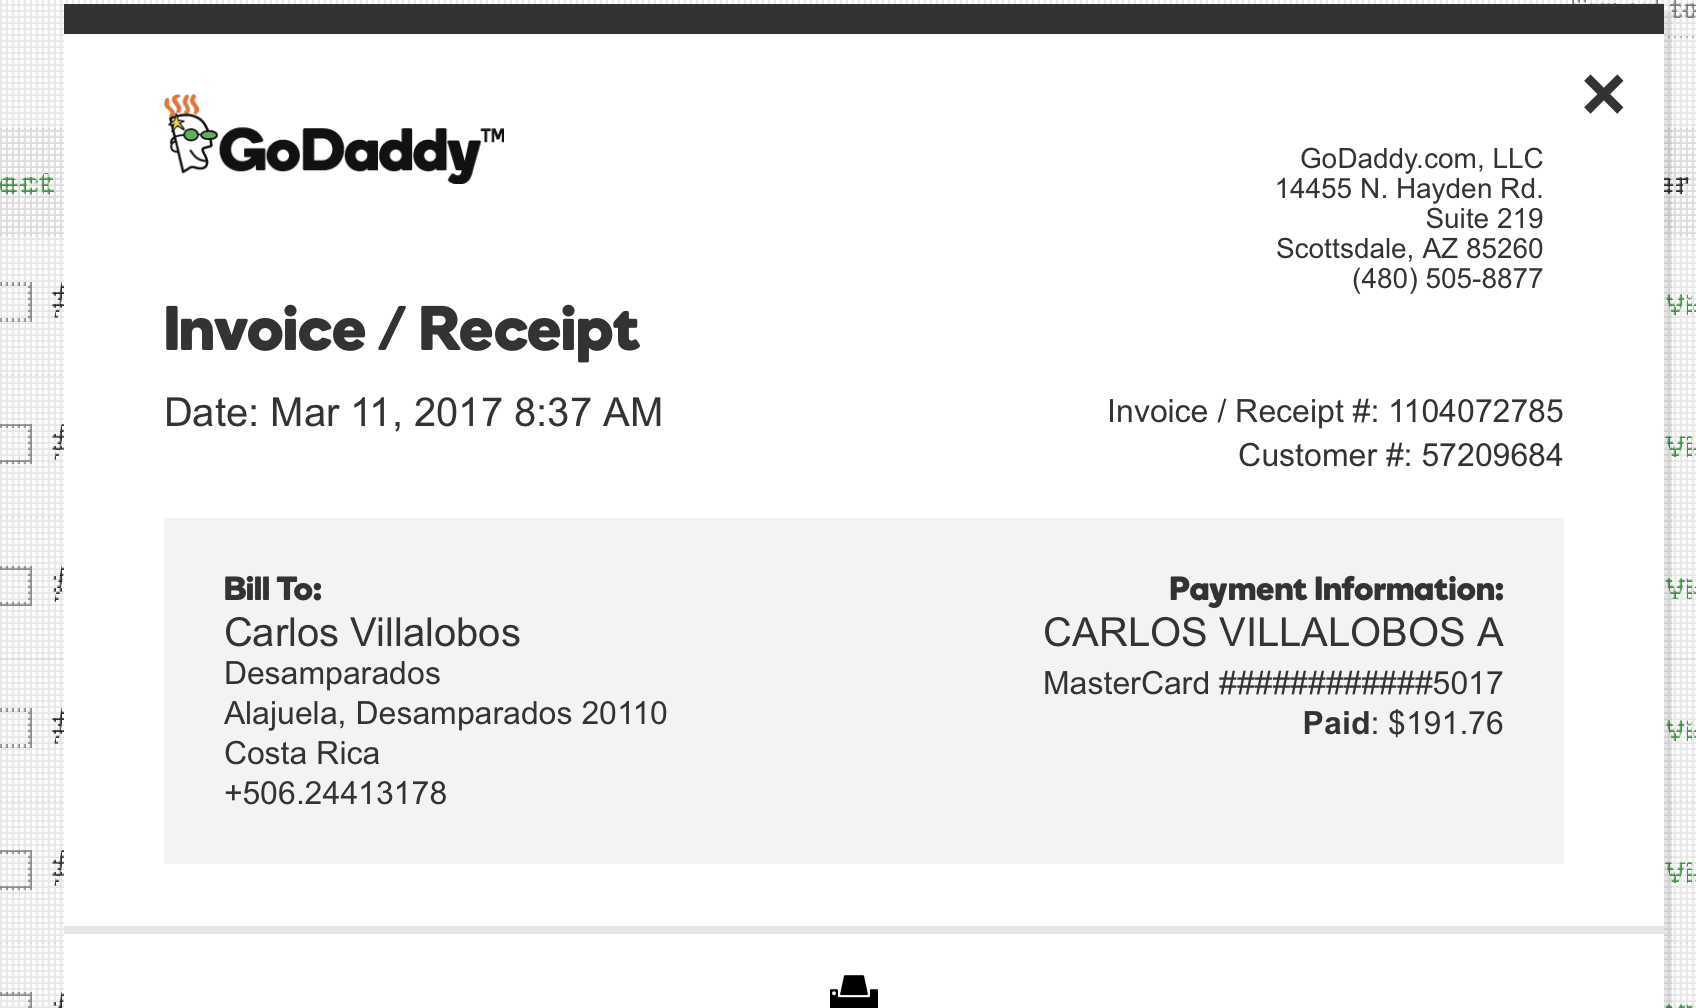 GoDaddy™
GoDaddy.com, LLC
14455 N. Hayden Rd.
Suite 219
Scottsdale, AZ 85260
(480) 505-8877
Invoice / Receipt
Date: Mar 11, 2017 8:37 AM
Invoice / Receipt #: 1104072785
Customer #: 57209684
Bill To:
Carlos Villalobos
Desamparados
Alajuela, Desamparados 20110
Costa Rica
+506.24413178
Payment Information:
CARLOS VILLALOBOS A
MasterCard ############5017
Paid: $191.76